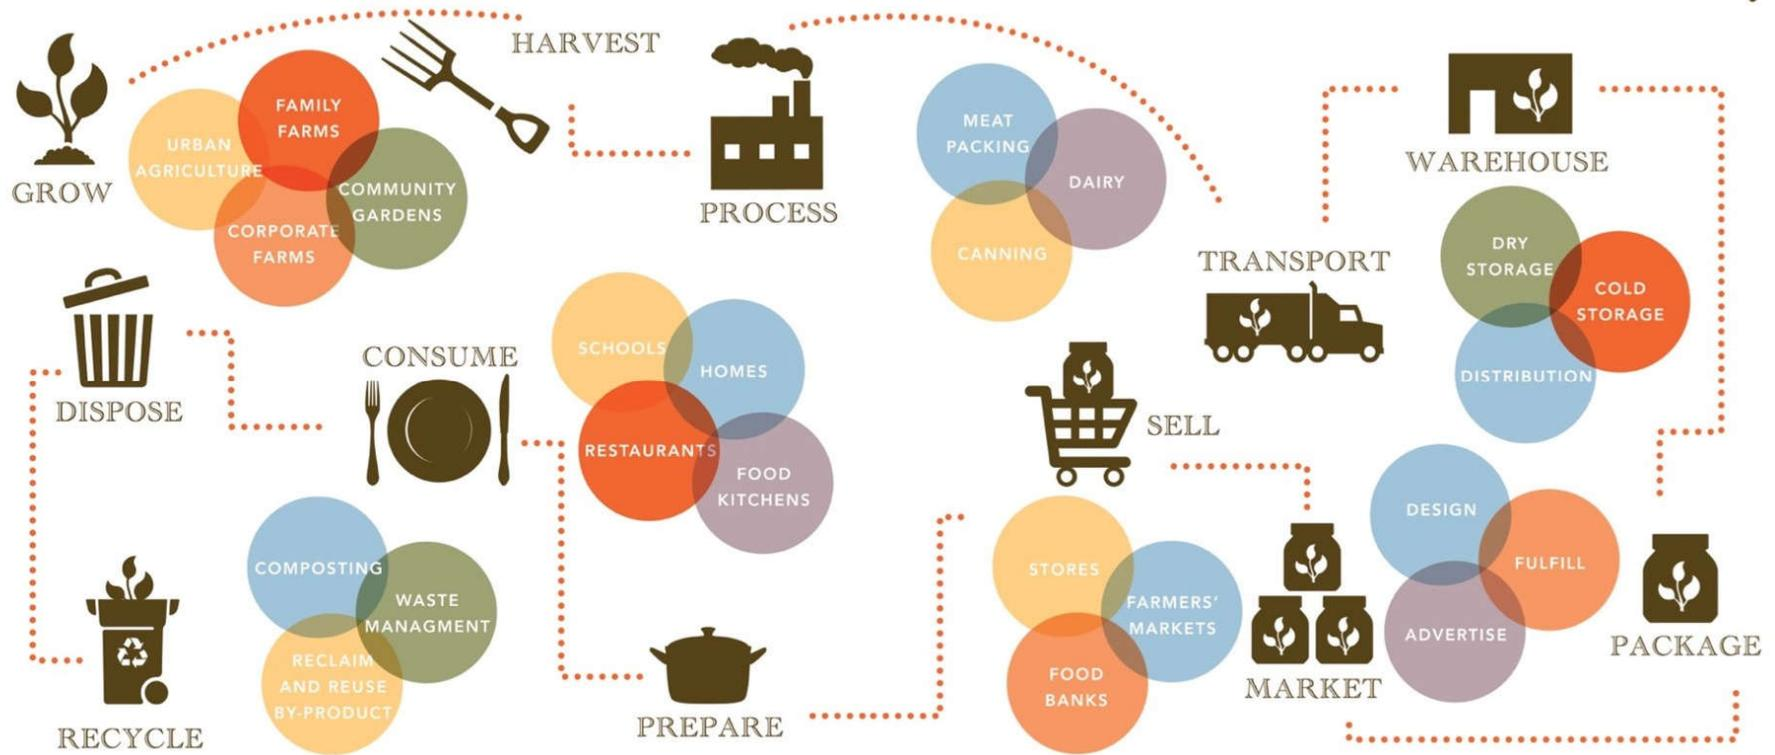 GROW
URBAN
AGRICULTURE
FAMILY
FARMS
COMMUNITY
GARDENS
CORPORATE
FARMS
HARVEST
PROCESS
MEAT
PACKING
DAIRY
CANNING
TRANSPORT
WAREHOUSE
DRY
STORAGE
COLD
STORAGE
DISTRIBUTION
PACKAGE
DESIGN
FULFILL
ADVERTISE
MARKET
SELL
STORES
FARMERS'
MARKETS
FOOD
BANKS
PREPARE
CONSUME
SCHOOLS
HOMES
RESTAURANTS
FOOD
KITCHENS
DISPOSE
RECYCLE
COMPOSTING
WASTE
MANAGMENT
RECLAIM
AND REUSE
BY-PRODUCT